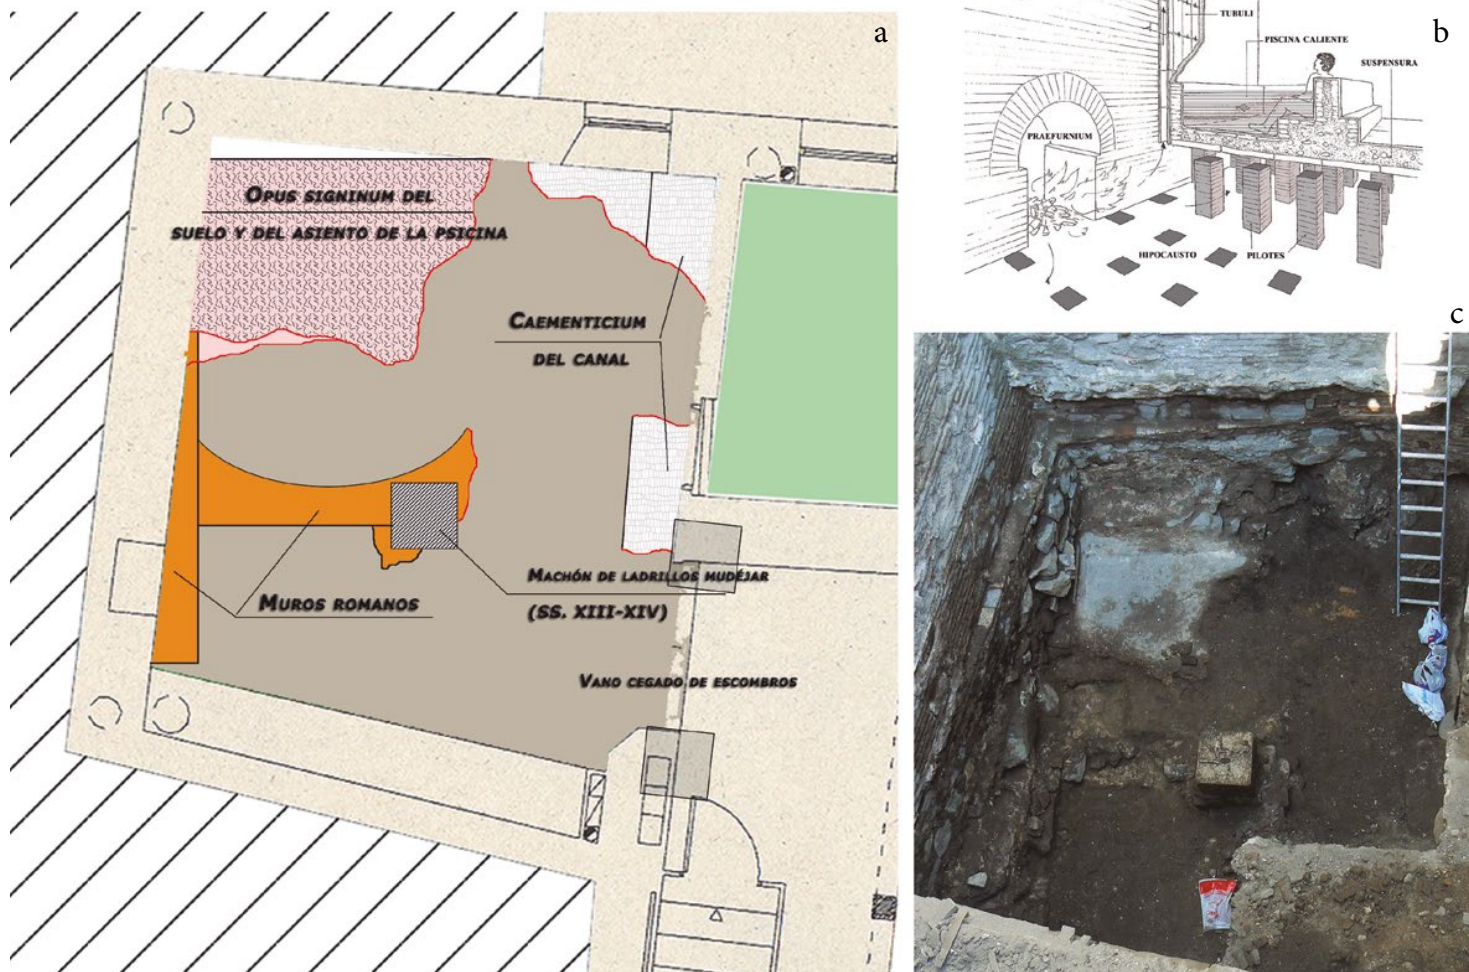 a
OPUS SIGNINUM DEL
SUELO Y DEL ASIENTO DE LA PSICINA
CAEMENTICIUM
DEL CANAL
MACHÓN DE LADRILLOS MUDÉJAR
(SS. XIII-XIV)
MUROS ROMANOS
VANO CEGADO DE ESCOMBROS
b
TUBULI
PISCINA CALIENTE
SUSPENSURA
PRAEFURNIUM
HIPOCAUSTO
PILOTES
c